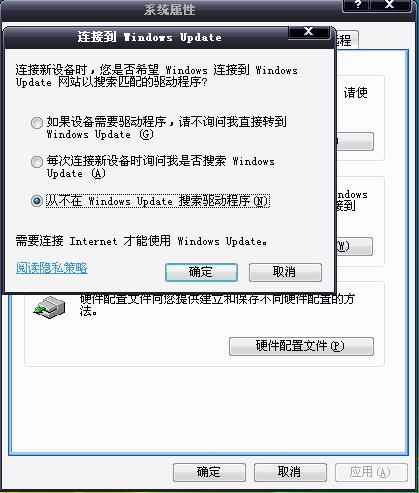 系统属性
连接到 Windows Update
连接新设备时,您是否希望 Windows 连接到 Windows
Update 网站以搜索匹配的驱动程序?
如果设备需要驱动程序,请不询问我直接转到
Windows Update (G)
每次连接新设备时询问我是否搜索 Windows
Update (A)
从不在 Windows Update 搜索驱动程序(N)
需要连接 Internet 才能使用 Windows Update。
阅读隐私策略
确定
取消
远程
请使
ndows
接到
(W)
硬件配置文件向您提供建立和保存不同硬件配置的方
法。
硬件配置文件(P)
确定
取消
应用(A)